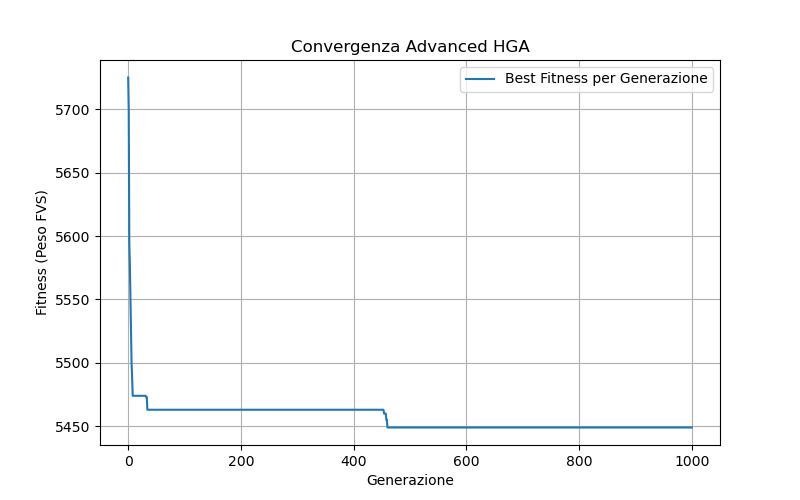 Convergenza Advanced HGA
Best Fitness per Generazione
Fitness (Peso FVS)
5700
5650
5600
5550
5500
5450
0 200 400 600 800 1000
Generazione